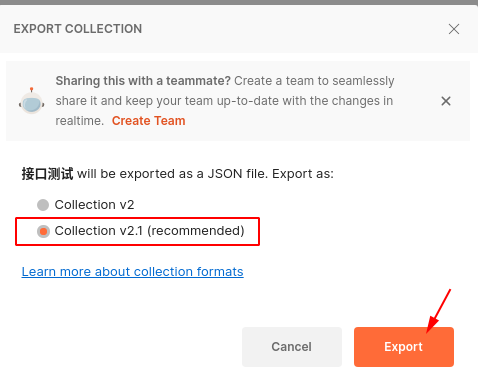 EXPORT COLLECTION
Sharing this with a teammate? Create a team to seamlessly
share it and keep your team up-to-date with the changes in
realtime. Create Team
接口测试 will be exported as a JSON file. Export as:
Collection v2
Collection v2.1 (recommended)
Learn more about collection formats
Cancel Export